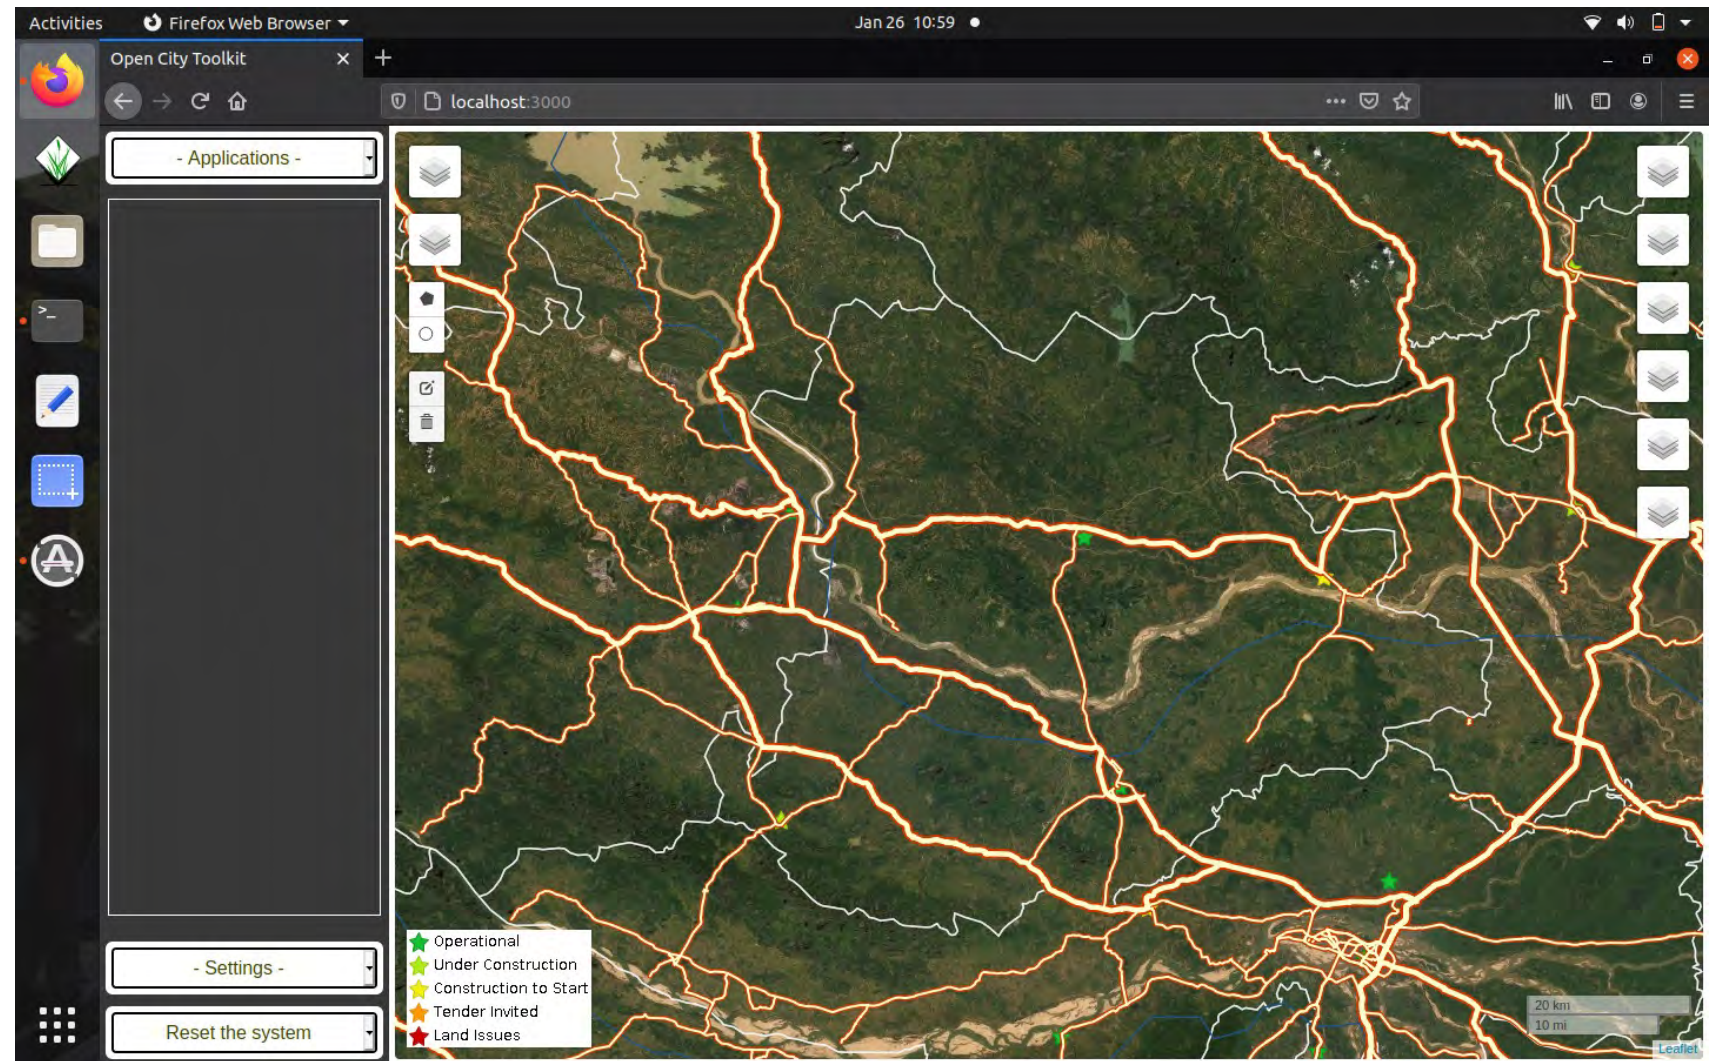 Activities
Firefox Web Browser
Jan 26 10:59
Open City Toolkit
localhost:3000
- Applications -
Operational
Under Construction
Construction to Start
Tender Invited
Land Issues
- Settings -
Reset the system
20 km
10 mi
Leaflet